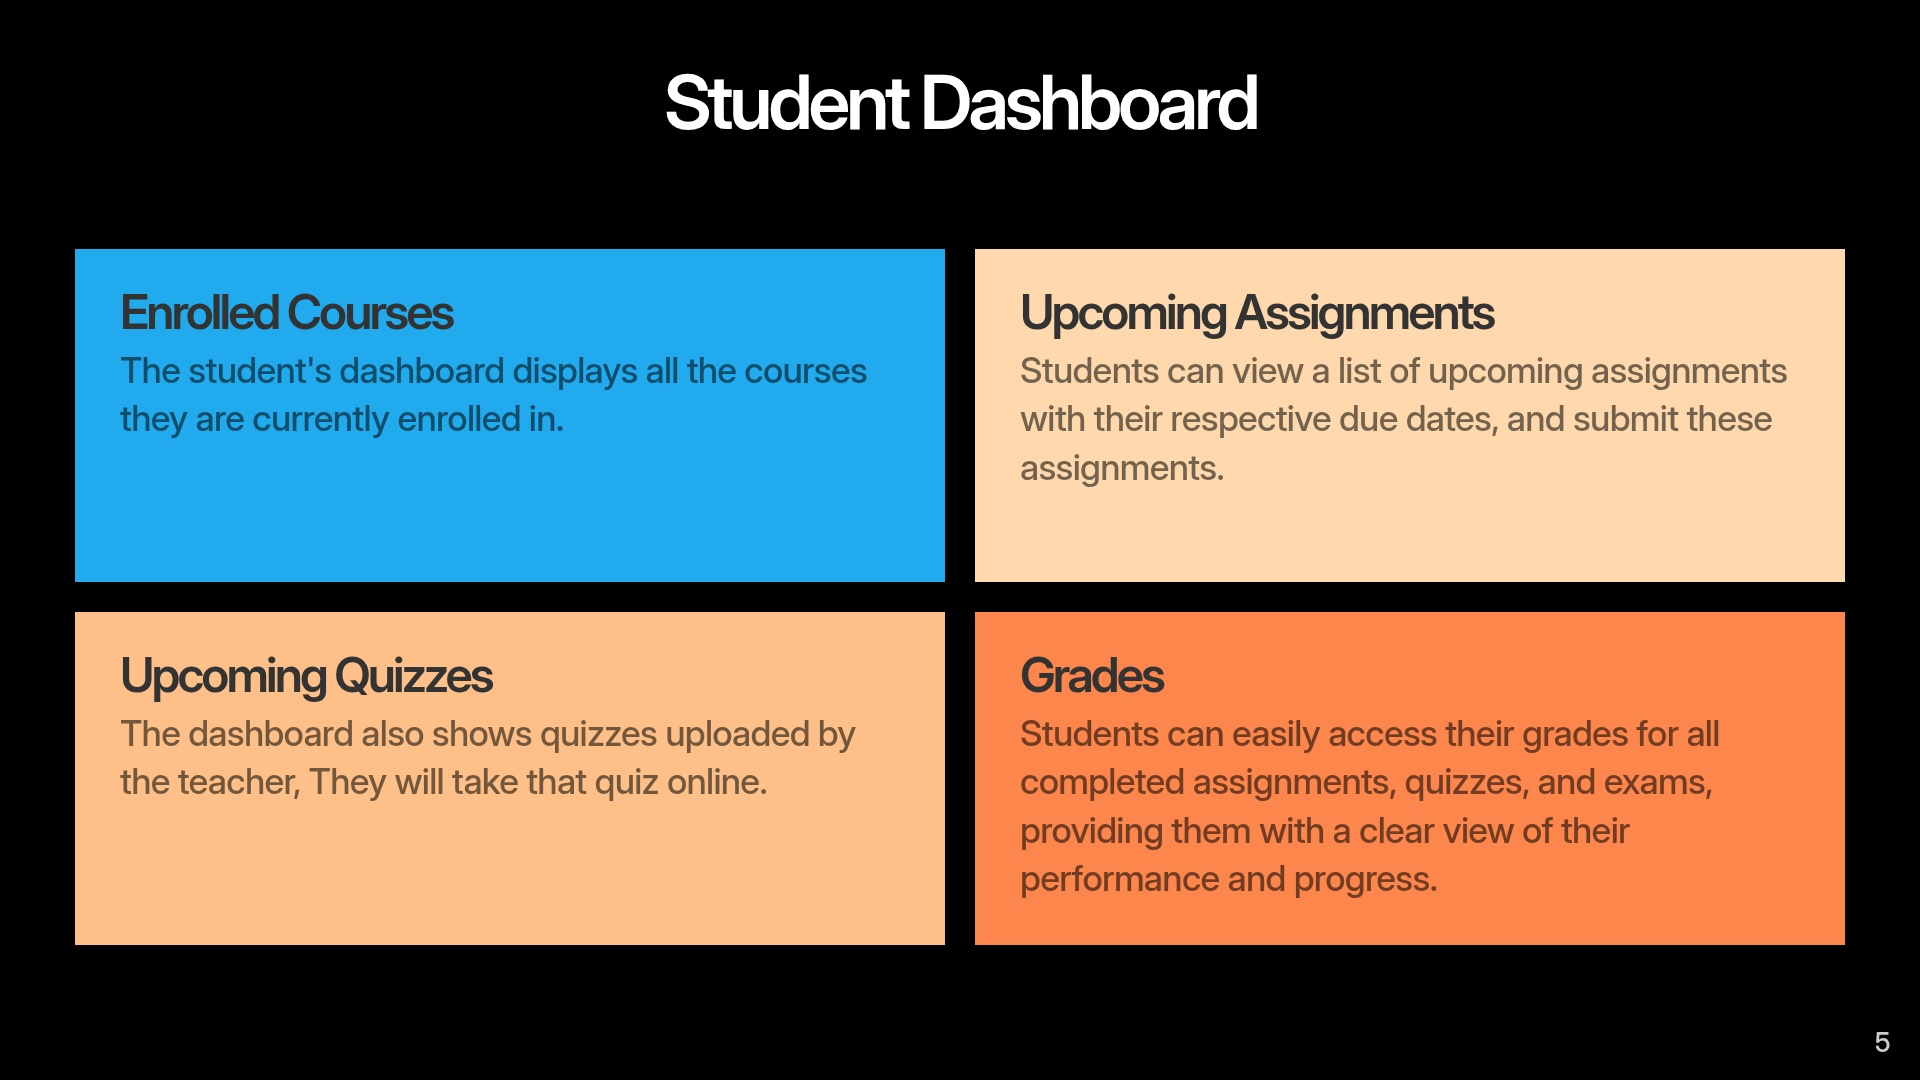 Student Dashboard
Enrolled Courses
The student's dashboard displays all the courses
they are currently enrolled in.
Upcoming Assignments
Students can view a list of upcoming assignments
with their respective due dates, and submit these
assignments.
Upcoming Quizzes
The dashboard also shows quizzes uploaded by
the teacher, They will take that quiz online.
Grades
Students can easily access their grades for all
completed assignments, quizzes, and exams,
providing them with a clear view of their
performance and progress.
5